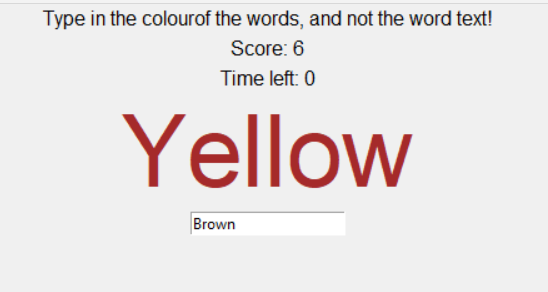 Type in the colourof the words, and not the word text!
Score: 6
Time left: 0
Yellow
Brown